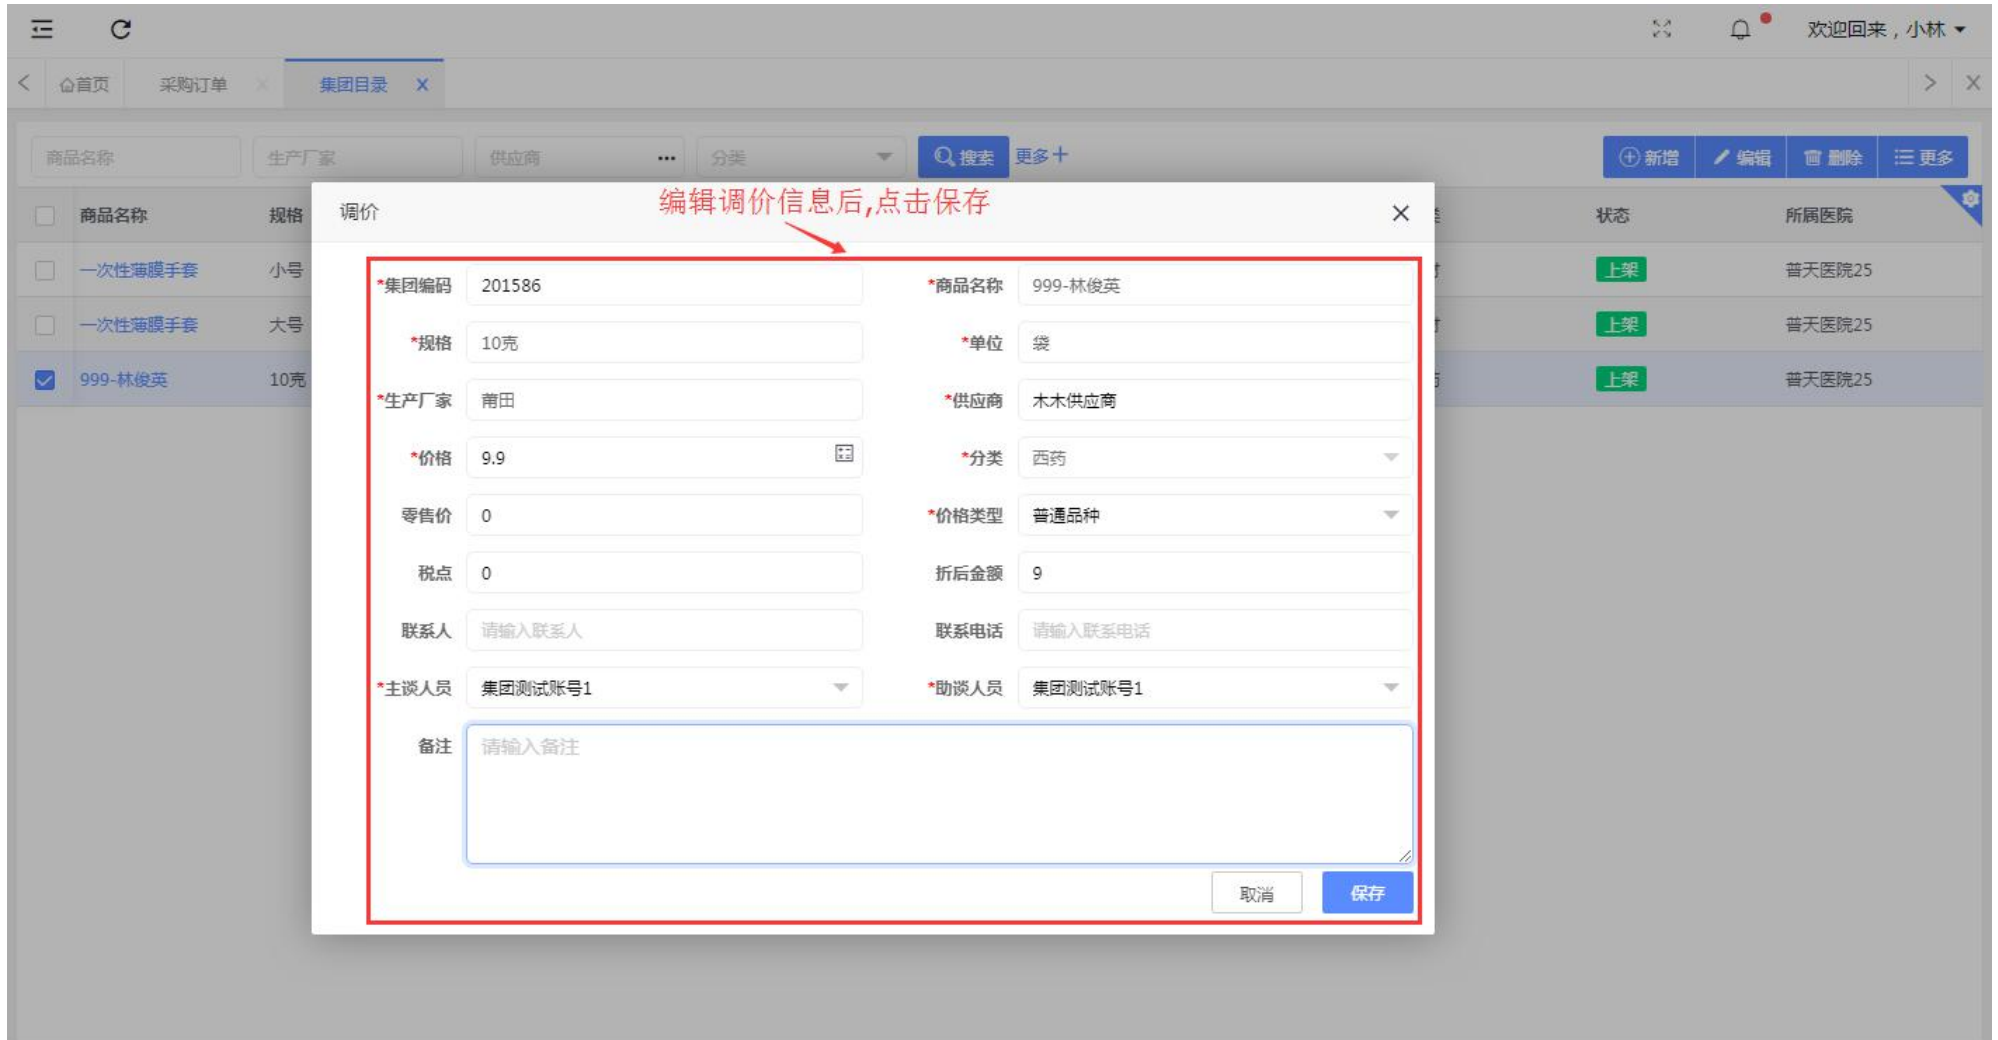 欢迎回来，小林
首页 采购订单 集团目录
商品名称 生产厂家 供应商 分类 搜索 更多 新增 编辑 删除 更多
编辑调价信息后,点击保存
商品名称 规格 状态 所属医院
一次性薄膜手套 小号 上架 普天医院25
一次性薄膜手套 大号 上架 普天医院25
999-林俊英 10克 上架 普天医院25
调价
*集团编码 201586 *商品名称 999-林俊英
*规格 10克 *单位 袋
*生产厂家 莆田 *供应商 木木供应商
*价格 9.9 *分类 西药
零售价 0 *价格类型 普通品种
税点 0 折后金额 9
联系人 请输入联系人 联系电话 请输入联系电话
*主谈人员 集团测试账号1 *助谈人员 集团测试账号1
备注 请输入备注
取消 保存